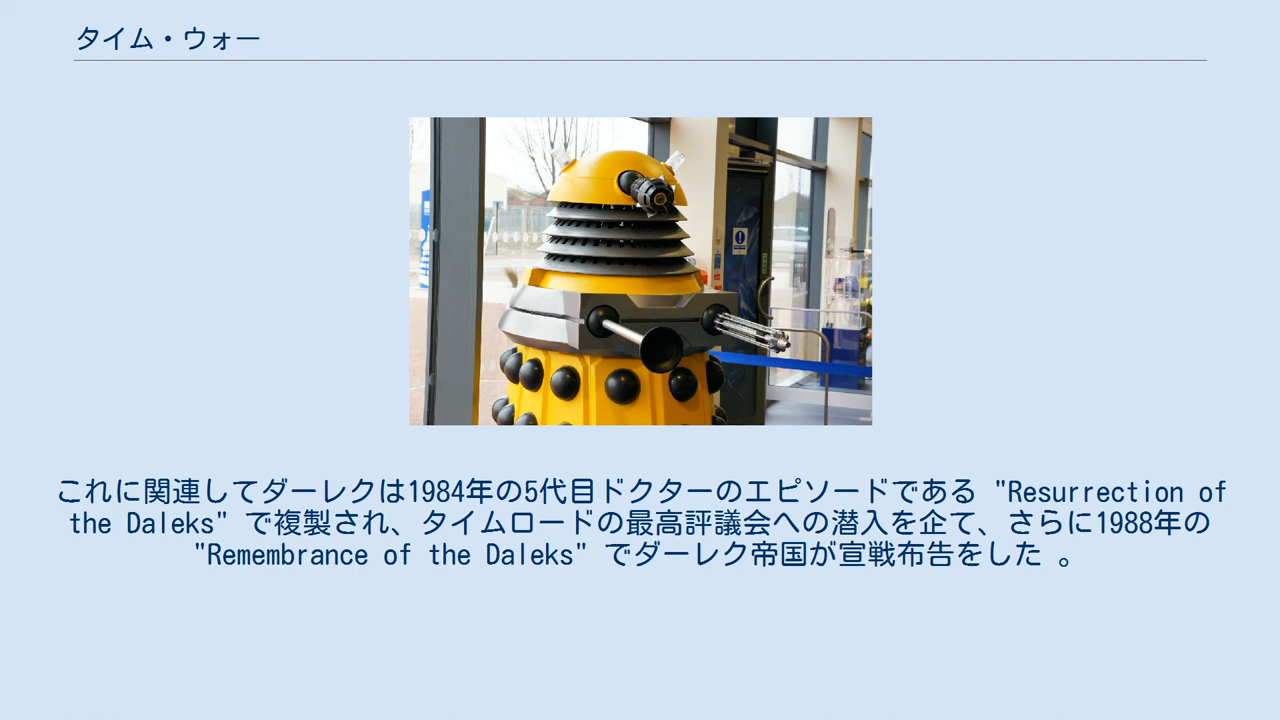 タイム・ウォー
これに関連してダーレクは1984年の5代目ドクターのエピソードである "Resurrection of
the Daleks" で複製され、タイムロードの最高評議会への潜入を企て、さらに1988年の
"Remembrance of the Daleks" でダーレク帝国が宣戦布告をした 。